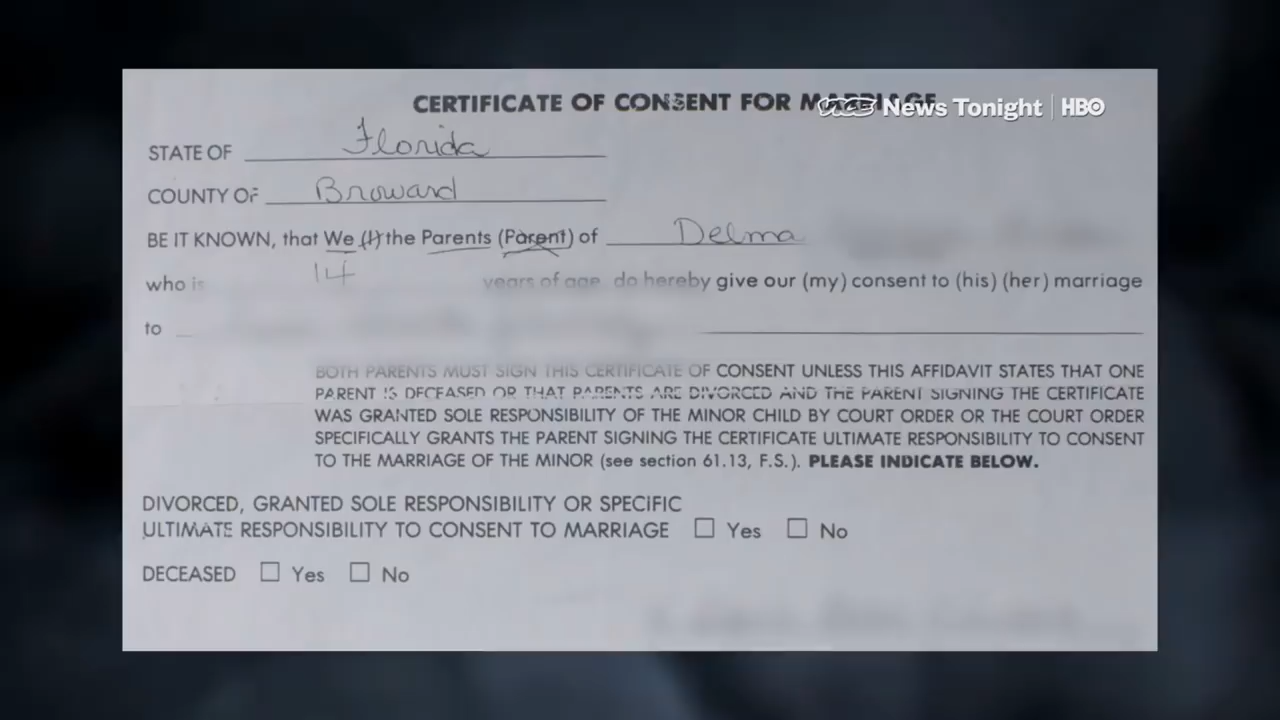 CERTIFICATE OF CONSENT FOR MARRIAGE
VICE News Tonight | HBO
STATE OF Florida
COUNTY OF Broward
BE IT KNOWN, that We (I) the Parents (Parent) of Delma
who is 14 years of age, do hereby give our (my) consent to (his) (her) marriage
to
BOTH PARENTS MUST SIGN THIS CERTIFICATE OF CONSENT UNLESS THIS AFFIDAVIT STATES THAT ONE
PARENT IS DECEASED OR THAT PARENTS ARE DIVORCED AND THE PARENT SIGNING THE CERTIFICATE
WAS GRANTED SOLE RESPONSIBILITY OF THE MINOR CHILD BY COURT ORDER OR THE COURT ORDER
SPECIFICALLY GRANTS THE PARENT SIGNING THE CERTIFICATE ULTIMATE RESPONSIBILITY TO CONSENT
TO THE MARRIAGE OF THE MINOR (see section 61.13, F.S.). PLEASE INDICATE BELOW.
DIVORCED, GRANTED SOLE RESPONSIBILITY OR SPECIFIC
ULTIMATE RESPONSIBILITY TO CONSENT TO MARRIAGE ☐ Yes ☐ No
DECEASED ☐ Yes ☐ No